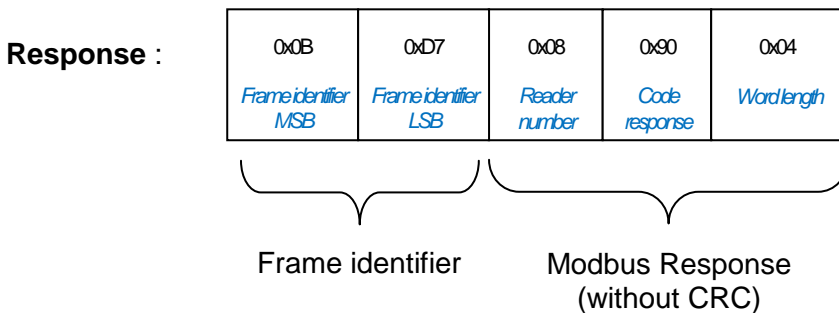 Response :
0x0B 0xD7 0x08 0x90 0x04
Frame identifier Frame identifier Reader Code Word length
MSB LSB number response
Frame identifier Modbus Response
(without CRC)